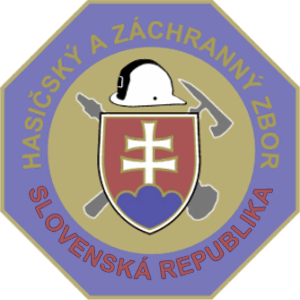 HASIČSKÝ A ZÁCHRANNÝ ZBOR
SLOVENSKÁ REPUBLIKA